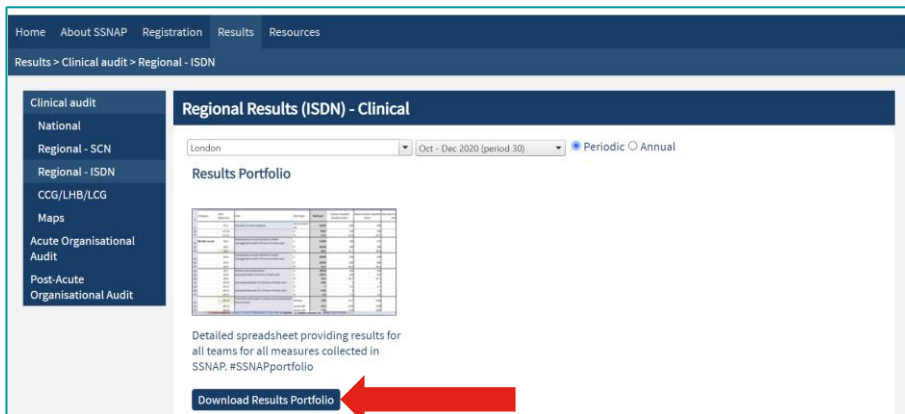 Home About SSNAP Registration Results Resources
Results > Clinical audit > Regional - ISDN
Clinical audit
National
Regional - SCN
Regional - ISDN
CCG/LHB/LCG
Maps
Acute Organisational
Audit
Post-Acute
Organisational Audit
Regional Results (ISDN) - Clinical
London Oct - Dec 2020 (period 30) Periodic Annual
Results Portfolio
Detailed spreadsheet providing results for
all teams for all measures collected in
SSNAP. #SSNAPportfolio
Download Results Portfolio